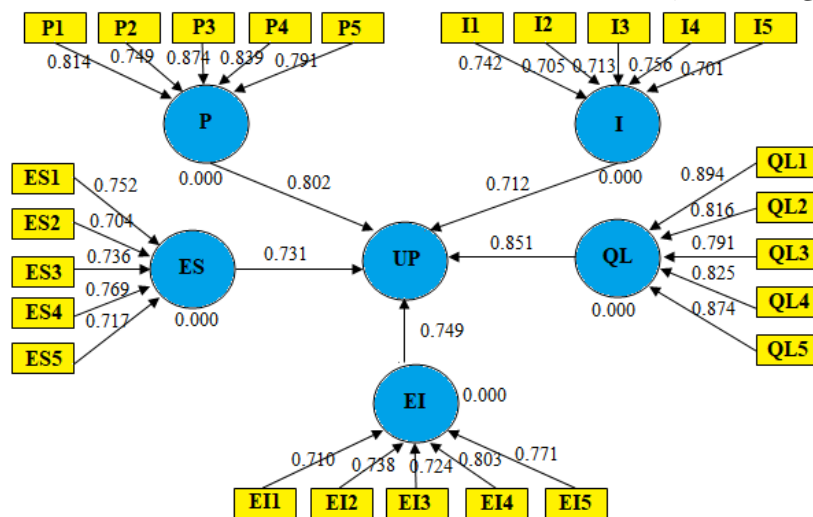 P1 P2 P3 P4 P5
0.814 0.749 0.874 0.839 0.791
P
0.000
I1 I2 I3 I4 I5
0.742 0.705 0.713 0.756 0.701
I
0.000
ES1
ES2
ES3
ES4
ES5
0.752
0.704
0.736
0.769
0.717
ES
0.000
0.802
0.712
0.731
UP
0.851
0.749
QL
0.000
0.894
0.816
0.791
0.825
0.874
QL1
QL2
QL3
QL4
QL5
EI
0.000
0.710 0.738 0.724 0.803 0.771
EI1 EI2 EI3 EI4 EI5